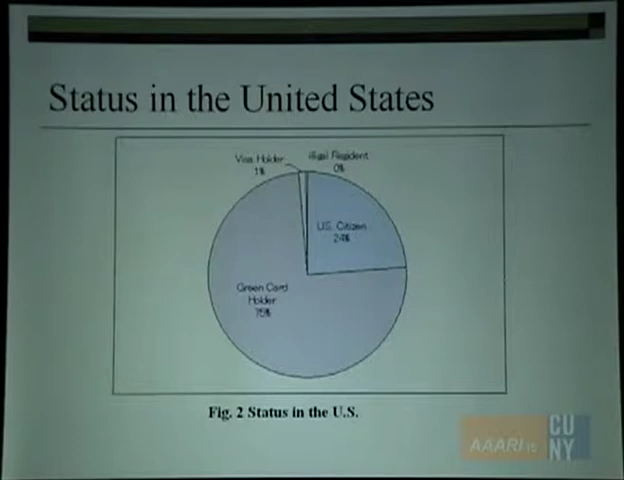 Status in the United States
Visa Holder
1%
Illegal Resident
0%
U.S. Citizen
24%
Green Card
Holder
75%
Fig. 2 Status in the U.S.
AAARI
CU
NY